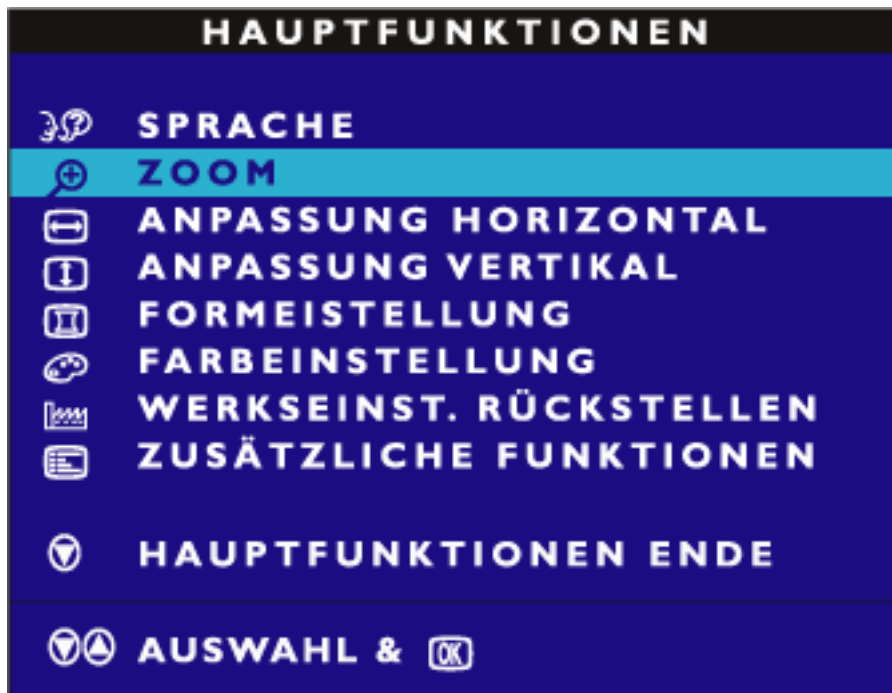 HAUPTFUNKTIONEN
SPRACHE
ZOOM
ANPASSUNG HORIZONTAL
ANPASSUNG VERTIKAL
FORMEISTELLUNG
FARBEINSTELLUNG
WERKSEINST. RÜCKSTELLEN
ZUSÄTZLICHE FUNKTIONEN
HAUPTFUNKTIONEN ENDE
AUSWAHL & OK